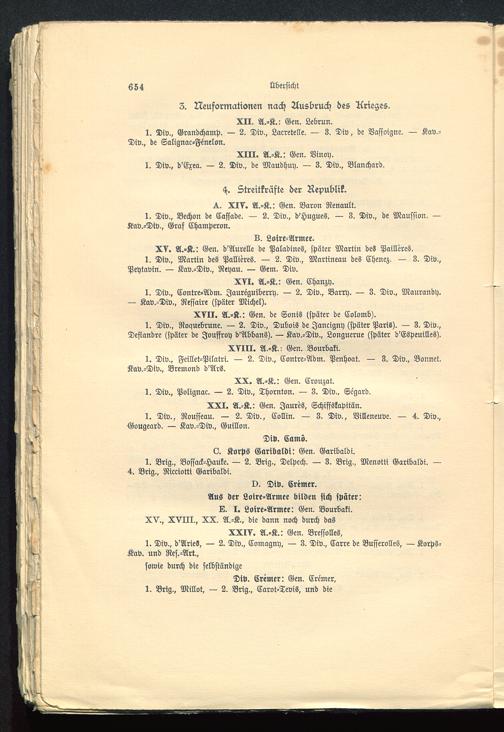 654
Übersicht
3. Neuformationen nach Ausbruch des Krieges.
XII. A.=K.: Gen. Lebrun.
1. Div., Grandchamp. — 2. Div., Lacretelle. — 3. Div., de Vassoigne. — Kav.=
Div., de Salignac=Fénelon.
XIII. A.=K.: Gen. Vinoy.
1. Div., d'Exea. — 2. Div., de Maudhuy. — 3. Div., Blanchard.
4. Streitkräfte der Republik.
A. XIV. A.=K.: Gen. Baron Renault.
1. Div., Bechon de Cassade. — 2. Div., d'Hugues. — 3. Div., de Maussion. —
Kav.=Div., Graf Champeron.
B. Loire=Armee.
XV. A.=K.: Gen. d'Aurelle de Paladines, später Martin des Paillères.
1. Div., Martin des Pallières. — 2. Div., Martineau des Chenez. — 3. Div.,
Peytavin. — Kav.=Div., Reyau. — Gem. Div.
XVI. A.=K.: Gen. Chanzy.
1. Div., Contre=Adm. Jauréguiberry. — 2. Div., Barry. — 3. Div., Maurandy.
— Kav.=Div., Ressaire (später Michel).
XVII. A.=K.: Gen. de Sonis (später de Colomb).
1. Div., Roquebrune. — 2. Div., Dubois de Jancigny (später Paris). — 3. Div.,
Deflandre (später de Jouffroy d'Abbans). — Kav.=Div., Longuerue (später d'Espeuilles).
XVIII. A.=K.: Gen. Bourbaki.
1. Div., Feillet=Pilatri. — 2. Div., Contre=Adm. Penhoat. — 3. Div., Bonnet.
Kav.=Div., Bremond d'Ars.
XX. A.=K.: Gen. Crouzat.
1. Div., Polignac. — 2. Div., Thornton. — 3. Div., Ségard.
XXI. A.=K.: Gen. Jaurès, Schiffskapitän.
1. Div., Rousseau. — 2. Div., Collin. — 3. Div., Villeneuve. — 4. Div.,
Gougeard. — Kav.=Div., Guillon.
Div. Camô.
C. Korps Garibaldi: Gen. Garibaldi.
1. Brig., Bossack=Hauke. — 2. Brig., Delpech. — 3. Brig., Menotti Garibaldi. —
4. Brig., Ricciotti Garibaldi.
D. Div. Crémer.
Aus der Loire=Armee bilden sich später:
E. I. Loire=Armee: Gen. Bourbaki.
XV., XVIII., XX. A.=K., die dann noch durch das
XXIV. A.=K.: Gen. Bressolles,
1. Div., d'Aries, — 2. Div., Comagny, — 3. Div., Carre de Busserolles, — Korps=
Kav. und Res.=Art.,
sowie durch die selbständige
Div. Crémer: Gen. Crémer,
1. Brig., Millot, — 2. Brig., Carot=Tevis, und die